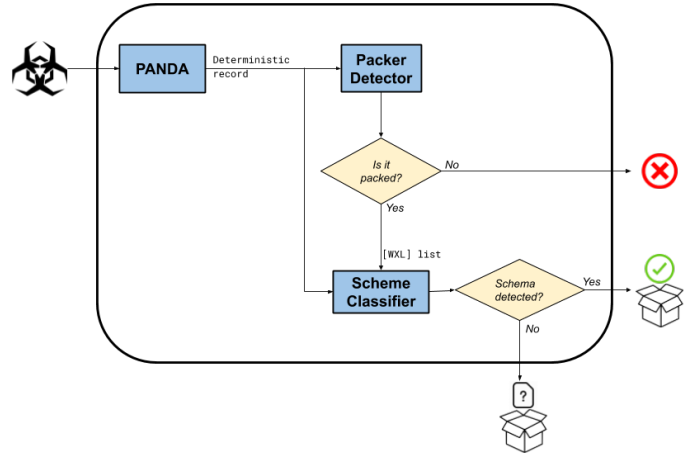 PANDA
Deterministic
record
Packer
Detector
Is it
packed?
No
Yes
[WXL] list
Scheme
Classifier
Schema
detected?
Yes
No
?